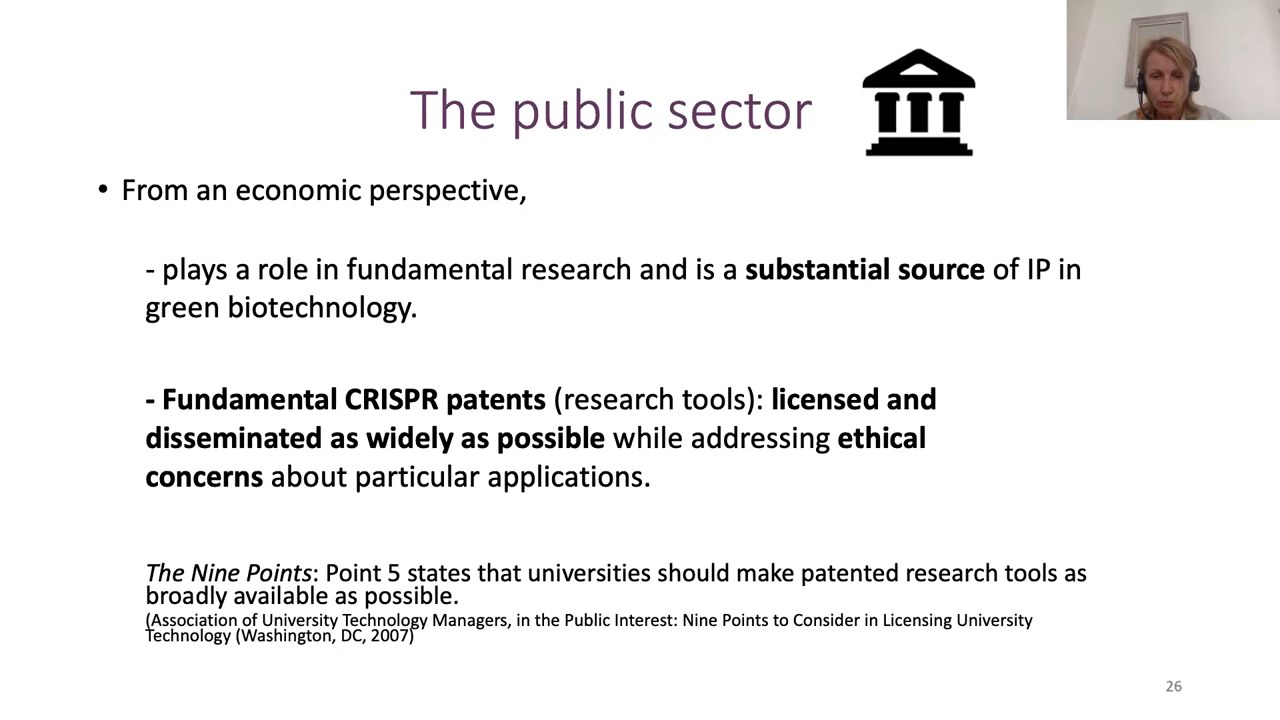 The public sector
• From an economic perspective,
- plays a role in fundamental research and is a substantial source of IP in
green biotechnology.
- Fundamental CRISPR patents (research tools): licensed and
disseminated as widely as possible while addressing ethical
concerns about particular applications.
The Nine Points: Point 5 states that universities should make patented research tools as
broadly available as possible.
(Association of University Technology Managers, in the Public Interest: Nine Points to Consider in Licensing University
Technology (Washington, DC, 2007)
26